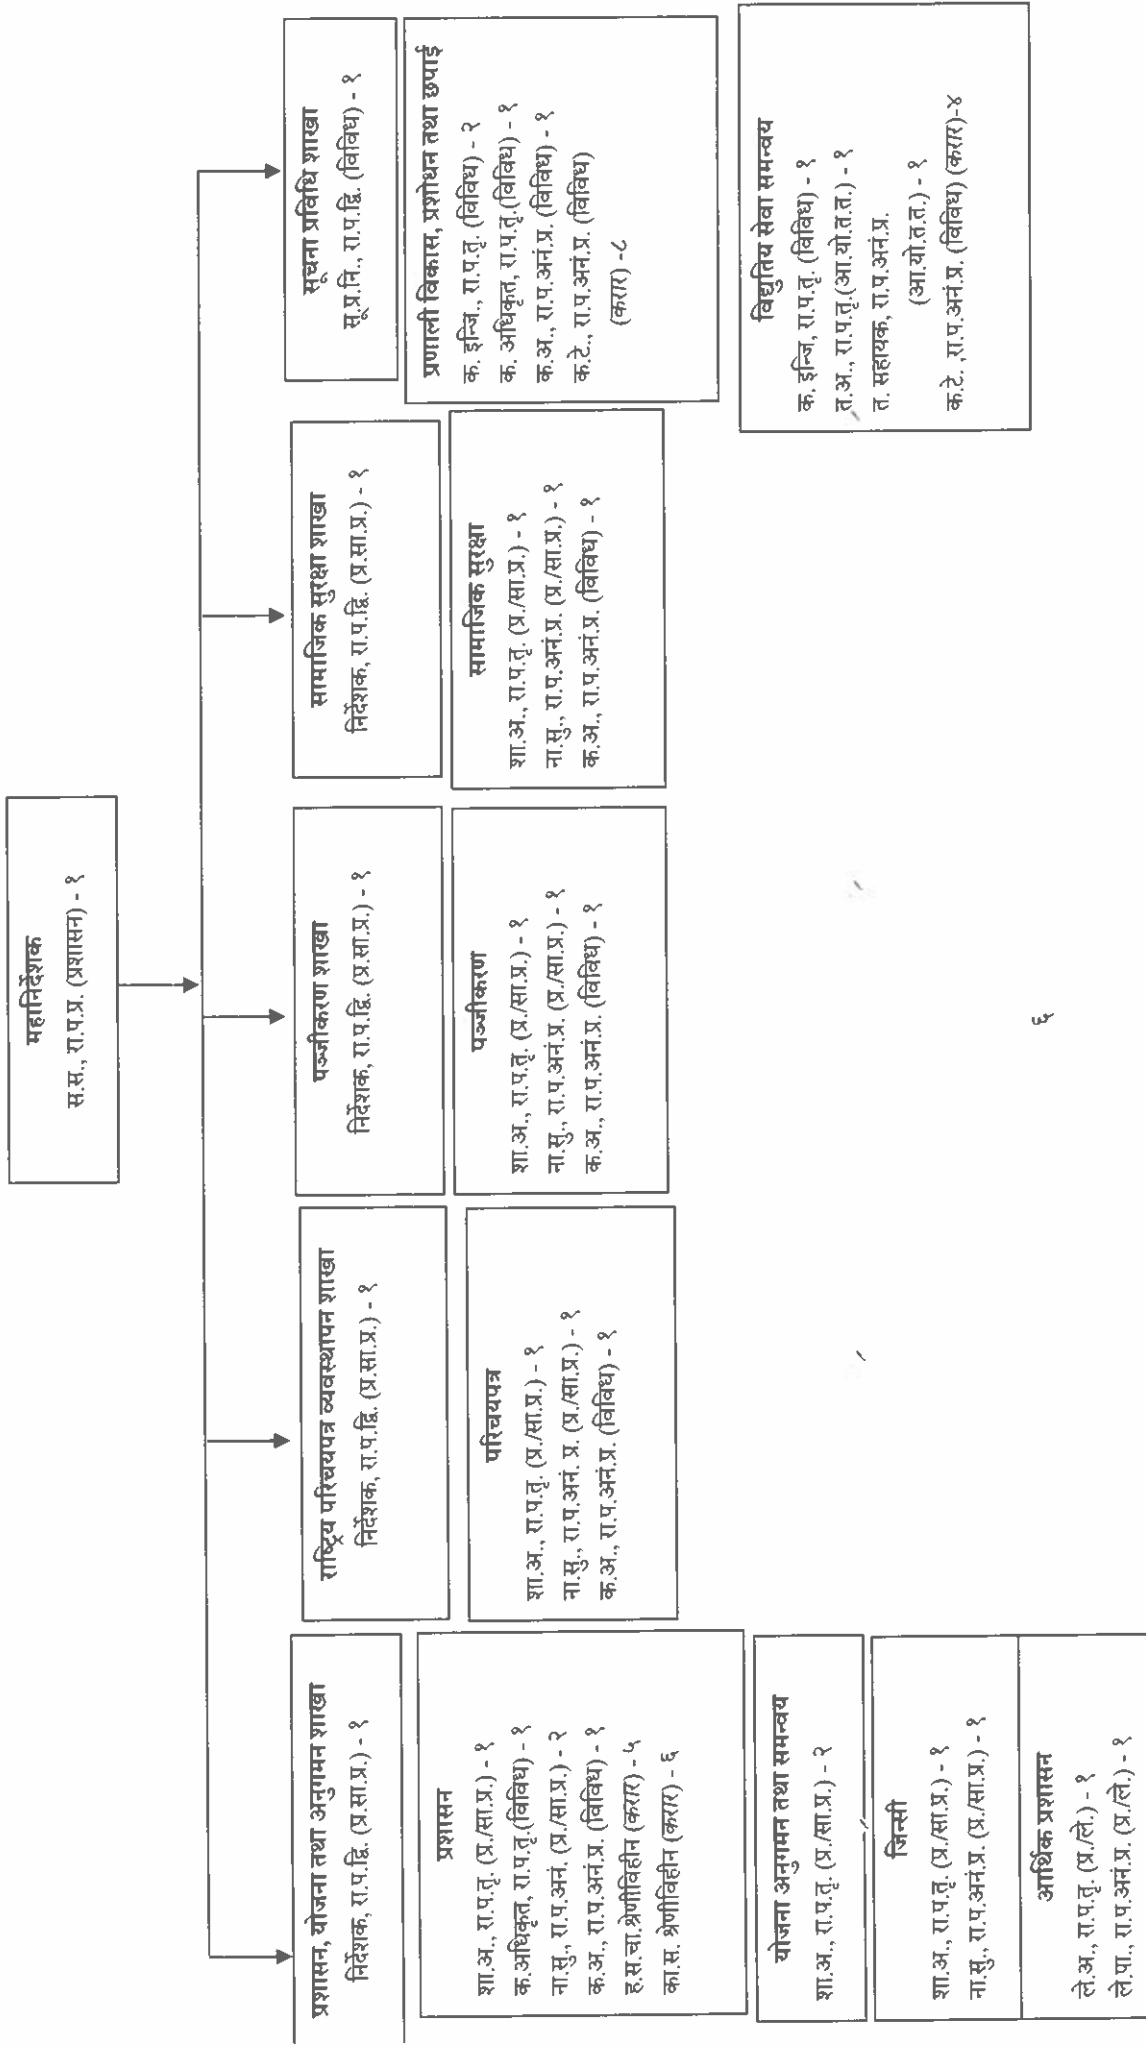 महानिर्देशक
स.स., रा.प.प्र. (प्रशासन) - १
प्रशासन, योजना तथा अनुगमन शाखा
निर्देशक, रा.प.द्वि. (प्र.सा.प्र.) - १
प्रशासन
शा.अ., रा.प.तृ. (प्र./सा.प्र.) - १
क.अधिकृत, रा.प.तृ.(विविध) - १
ना.सु., रा.प.अनं. (प्र./सा.प्र.) - २
क.अ., रा.प.अनं.प्र. (विविध) - १
ह.स.चा.श्रेणीविहीन (करार) - ५
का.स. श्रेणीविहीन (करार) - ६
योजना अनुगमन तथा समन्वय
शा.अ., रा.प.तृ. (प्र./सा.प्र.) - २
जिन्सी
शा.अ., रा.प.तृ. (प्र./सा.प्र.) - १
ना.सु., रा.प.अनं.प्र. (प्र./सा.प्र.) - १
आर्थिक प्रशासन
ले.अ., रा.प.तृ. (प्र./ले.) - १
ले.पा., रा.प.अनं.प्र. (प्र./ले.) - १
राष्ट्रिय परिचयपत्र व्यवस्थापन शाखा
निर्देशक, रा.प.द्वि. (प्र.सा.प्र.) - १
परिचयपत्र
शा.अ., रा.प.तृ. (प्र./सा.प्र.) - १
ना.सु., रा.प.अनं. प्र. (प्र./सा.प्र.) - १
क.अ., रा.प.अनं.प्र. (विविध) - १
पञ्जीकरण शाखा
निर्देशक, रा.प.द्वि. (प्र.सा.प्र.) - १
पञ्जीकरण
शा.अ., रा.प.तृ. (प्र./सा.प्र.) - १
ना.सु., रा.प.अनं.प्र. (प्र./सा.प्र.) - १
क.अ., रा.प.अनं.प्र. (विविध) - १
सामाजिक सुरक्षा शाखा
निर्देशक, रा.प.द्वि. (प्र.सा.प्र.) - १
सामाजिक सुरक्षा
शा.अ., रा.प.तृ. (प्र./सा.प्र.) - १
ना.सु., रा.प.अनं.प्र. (प्र./सा.प्र.) - १
क.अ., रा.प.अनं.प्र. (विविध) - १
सूचना प्रविधि शाखा
सू.प्र.नि., रा.प.द्वि. (विविध) - १
प्रणाली विकास, प्रशोधन तथा छपाई
क. इन्जि., रा.प.तृ. (विविध) - २
क. अधिकृत, रा.प.तृ.(विविध) - १
क.अ., रा.प.अनं.प्र. (विविध) - १
क.टे., रा.प.अनं.प्र. (विविध)
(करार) -८
विद्युतिय सेवा समन्वय
क. इन्जि, रा.प.तृ. (विविध) - १
त.अ., रा.प.तृ.(आ.यो.त.त.) - १
त. सहायक, रा.प.अनं.प्र.
(आ.यो.त.त.) - १
क.टे. ,रा.प.अनं.प्र. (विविध) (करार)-४
६